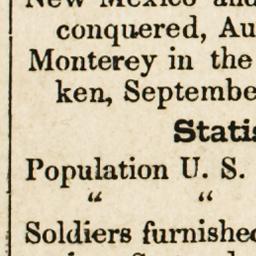 New Mexico and
conquered, Au
Monterey in the
ken, Septembe
Statis
Population U. S.
“ “
Soldiers furnished